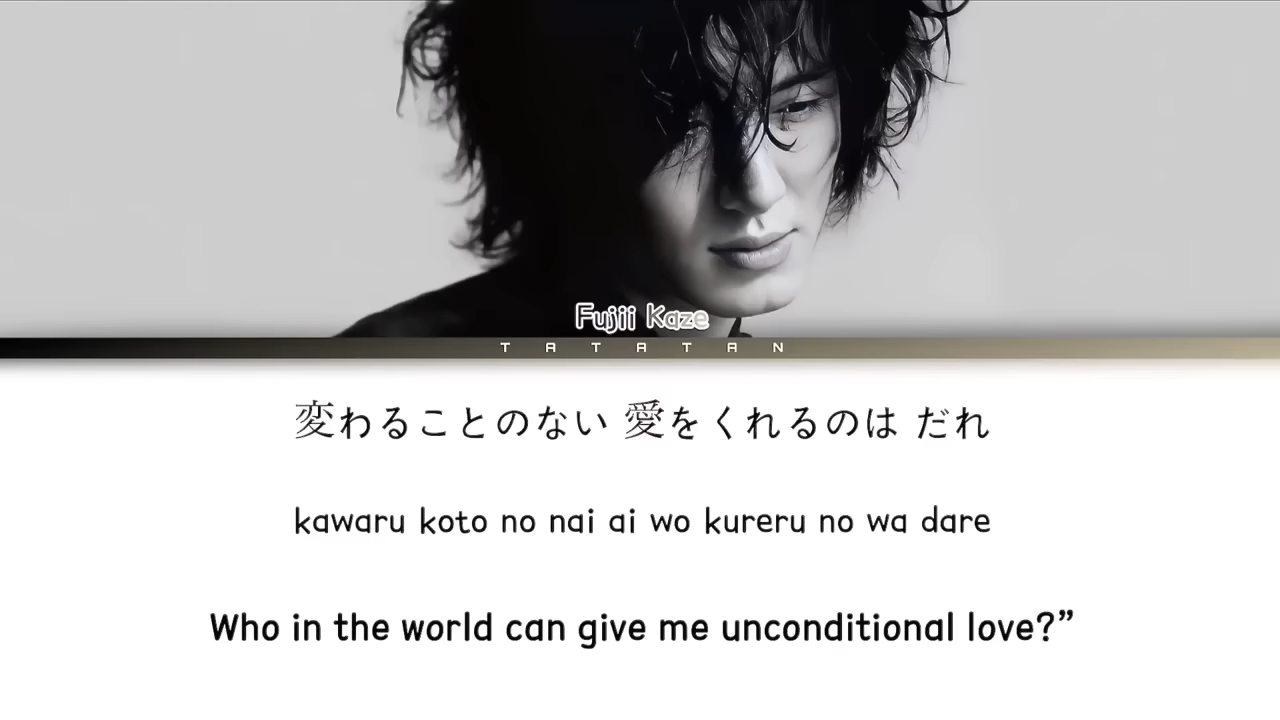 Fujii Kaze
TATATAN
変わることのない 愛をくれるのは だれ
kawaru koto no nai ai wo kureru no wa dare
Who in the world can give me unconditional love?”